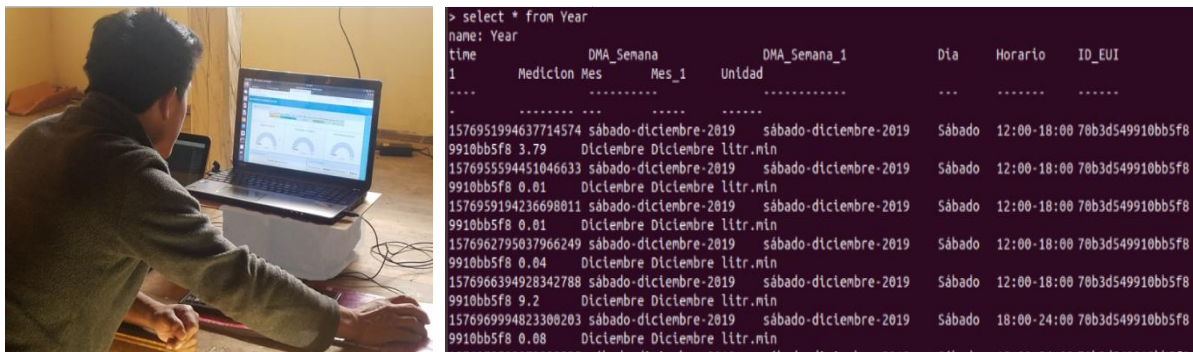 > select * from Year
name: Year
time DMA_Semana DMA_Semana_1 Dia Horario ID_EUI
1 Medicion Mes Mes_1 Unidad
---- ---------- ------------ --- ------- ------
- -------- --- ----- ------
1576951994637714574 sábado-diciembre-2019 sábado-diciembre-2019 Sábado 12:00-18:00 70b3d549910bb5f8
9910bb5f8 3.79 Diciembre Diciembre litr.min
1576955594451046633 sábado-diciembre-2019 sábado-diciembre-2019 Sábado 12:00-18:00 70b3d549910bb5f8
9910bb5f8 0.01 Diciembre Diciembre litr.min
1576959194236698011 sábado-diciembre-2019 sábado-diciembre-2019 Sábado 12:00-18:00 70b3d549910bb5f8
9910bb5f8 0.01 Diciembre Diciembre litr.min
1576962795037966249 sábado-diciembre-2019 sábado-diciembre-2019 Sábado 12:00-18:00 70b3d549910bb5f8
9910bb5f8 0.04 Diciembre Diciembre litr.min
1576966394928342788 sábado-diciembre-2019 sábado-diciembre-2019 Sábado 12:00-18:00 70b3d549910bb5f8
9910bb5f8 9.2 Diciembre Diciembre litr.min
1576969994823300203 sábado-diciembre-2019 sábado-diciembre-2019 Sábado 18:00-24:00 70b3d549910bb5f8
9910bb5f8 0.08 Diciembre Diciembre litr.min